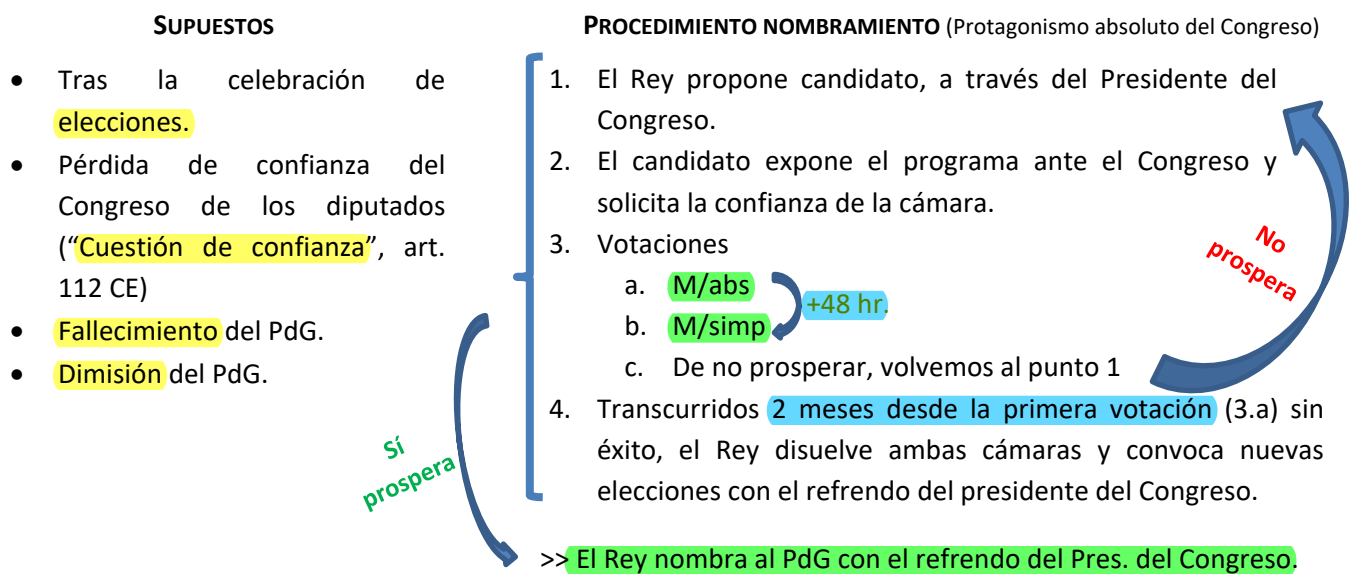 SUPUESTOS
• Tras la celebración de
elecciones.
• Pérdida de confianza del
Congreso de los diputados
(“Cuestión de confianza”, art.
112 CE)
• Fallecimiento del PdG.
• Dimisión del PdG.
Sí
prospera
PROCEDIMIENTO NOMBRAMIENTO (Protagonismo absoluto del Congreso)
1. El Rey propone candidato, a través del Presidente del
Congreso.
2. El candidato expone el programa ante el Congreso y
solicita la confianza de la cámara.
3. Votaciones
a. M/abs
+48 hr.
b. M/simp
c. De no prosperar, volvemos al punto 1
No
prospera
4. Transcurridos 2 meses desde la primera votación (3.a) sin
éxito, el Rey disuelve ambas cámaras y convoca nuevas
elecciones con el refrendo del presidente del Congreso.
>> El Rey nombra al PdG con el refrendo del Pres. del Congreso.